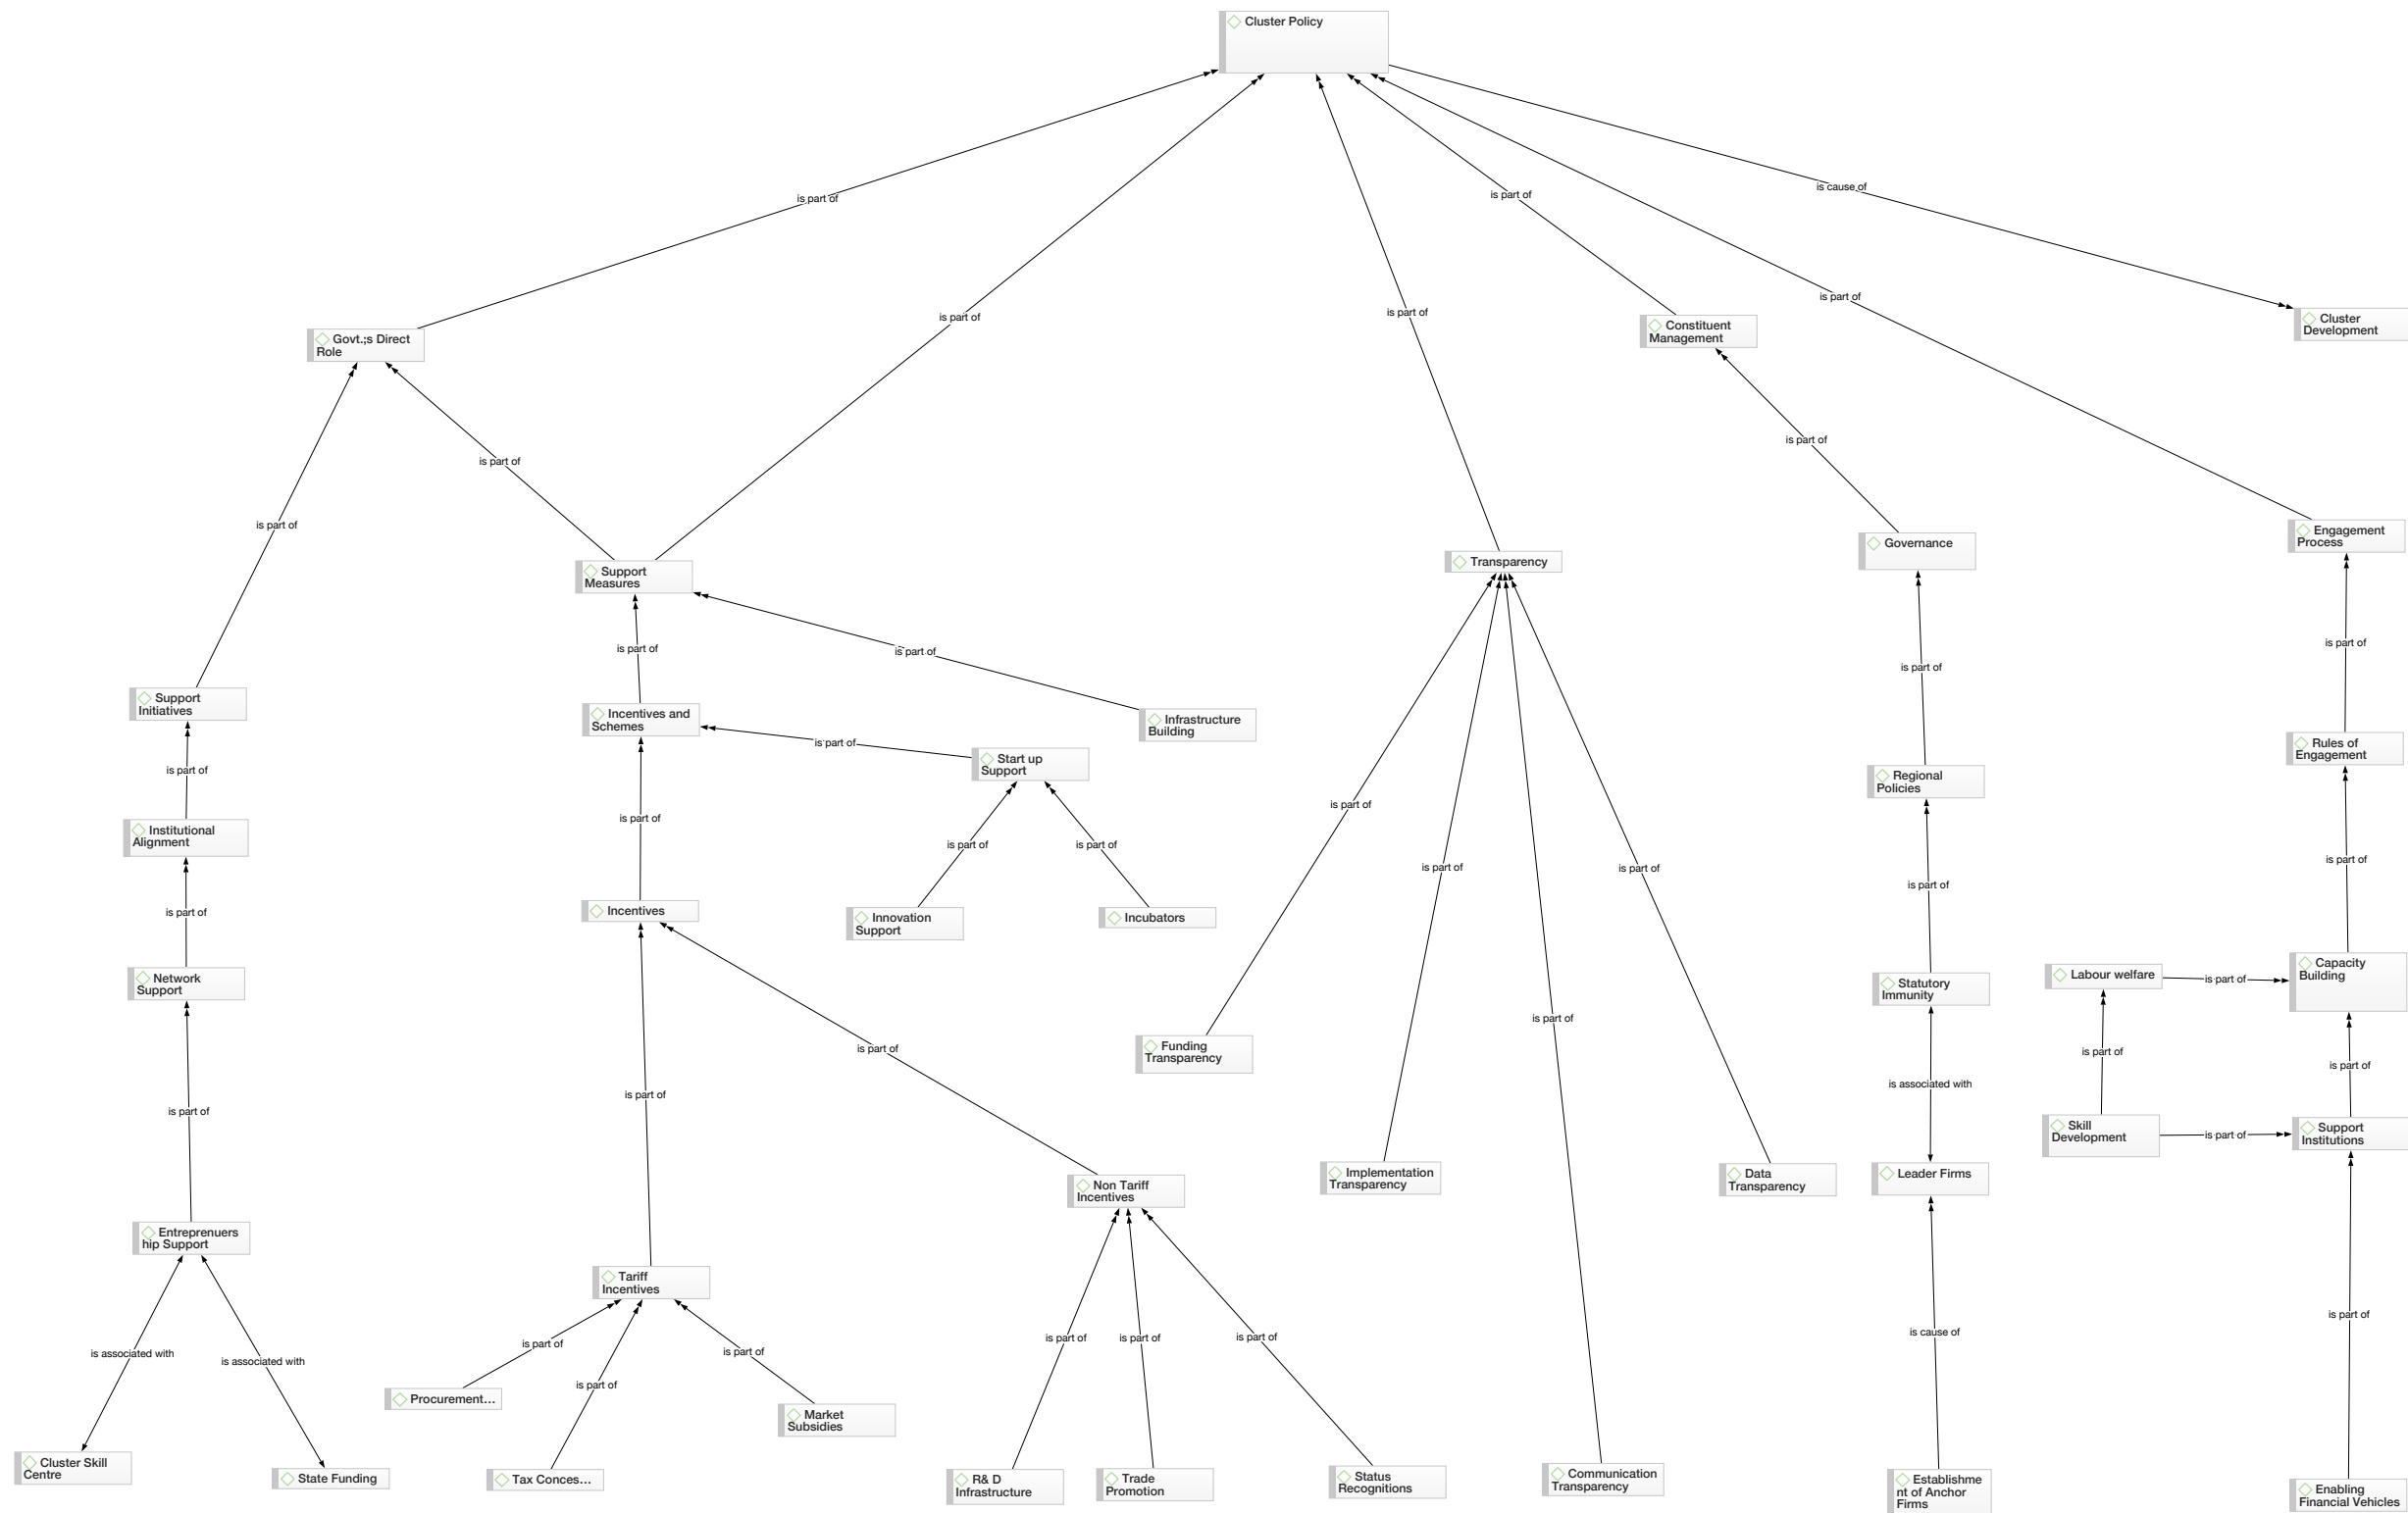 Cluster Policy
is part of
is part of
is cause of
is part of
is part of
is part of
Cluster
Development
Constituent
Management
Govt.;s Direct
Role
is part of
is part of
is part of
Engagement
Process
Governance
Transparency
Support
Measures
is part of
is part of
is part of
is part of
Support
Initiatives
Incentives and
Schemes
Infrastructure
Building
is part of
Rules of
Engagement
Start up
Support
is part of
Regional
Policies
is part of
is part of
Institutional
Alignment
is part of
is part of
is part of
is part of
is part of
is part of
is part of
Incentives
is part of
Innovation
Support
Incubators
Capacity
Building
Labour welfare
is part of
Network
Support
Statutory
Immunity
is part of
Funding
Transparency
is part of
is part of
is part of
is associated with
is part of
is part of
Skill
Development
is part of
Support
Institutions
Implementation
Transparency
Data
Transparency
Leader Firms
Non Tariff
Incentives
Entreprenuers
hip Support
Tariff
Incentives
is part of
is cause of
is part of
is part of
is part of
is part of
is associated with
is part of
is associated with
is part of
Procurement...
Market
Subsidies
Cluster Skill
Centre
State Funding
Tax Conces...
R& D
Infrastructure
Trade
Promotion
Status
Recognitions
Communication
Transparency
Establishme
nt of Anchor
Firms
Enabling
Financial Vehicles